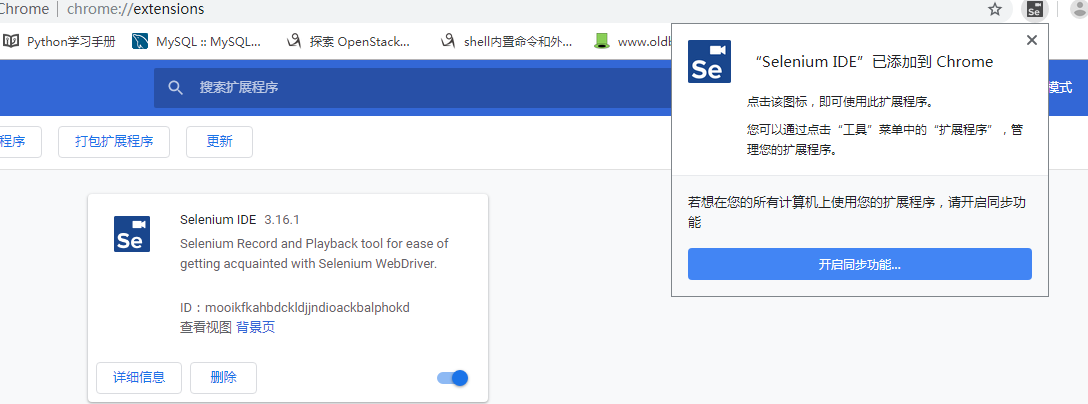 Chrome | chrome://extensions
Python学习手册 MySQL :: MySQL... 探索 OpenStack... shell内置命令和外... www.oldb
搜索扩展程序
模式
程序 打包扩展程序 更新
Se
“Selenium IDE”已添加到 Chrome
点击该图标，即可使用此扩展程序。
您可以通过点击“工具”菜单中的“扩展程序”，管
理您的扩展程序。
若想在您的所有计算机上使用您的扩展程序，请开启同步功
能
开启同步功能...
Se
Selenium IDE 3.16.1
Selenium Record and Playback tool for ease of
getting acquainted with Selenium WebDriver.
ID：mooikfkahbdckldjjndioackbalphokd
查看视图 背景页
详细信息 删除